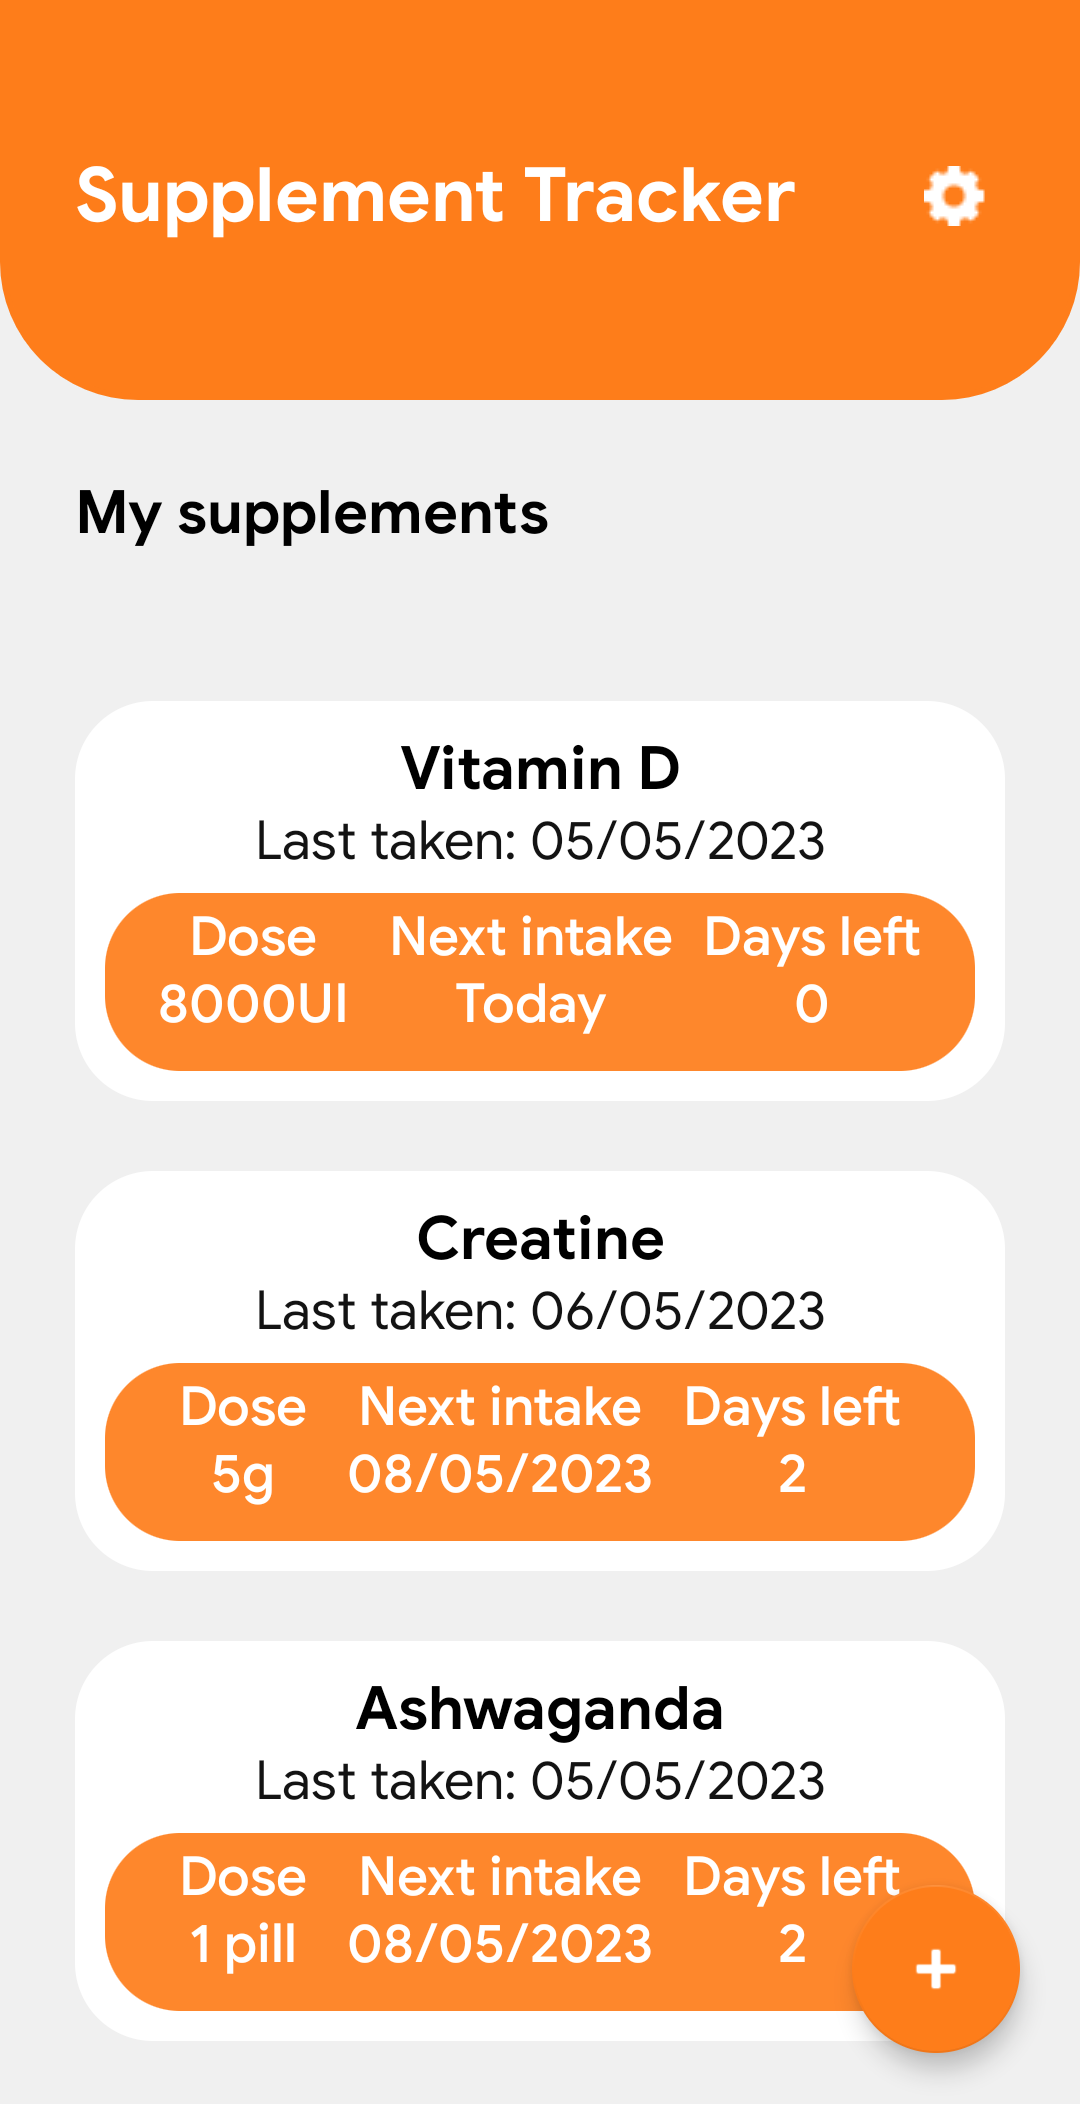 Supplement Tracker
My supplements
Vitamin D
Last taken: 05/05/2023
Dose Next intake Days left
8000UI Today 0
Creatine
Last taken: 06/05/2023
Dose Next intake Days left
5g 08/05/2023 2
Ashwaganda
Last taken: 05/05/2023
Dose Next intake Days left
1 pill 08/05/2023 2
+